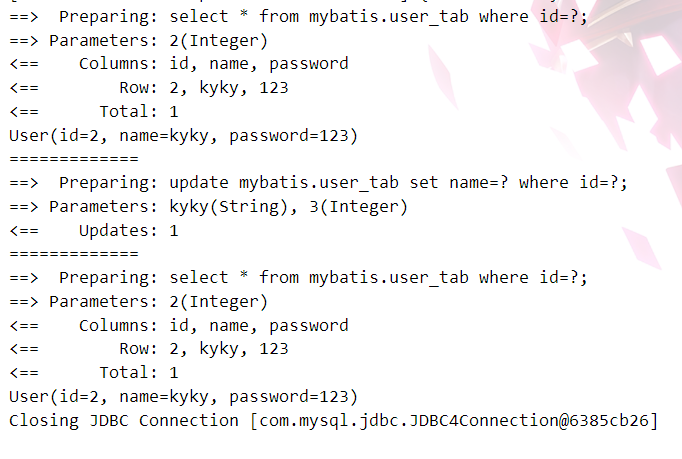 ==>  Preparing: select * from mybatis.user_tab where id=?;
==> Parameters: 2(Integer)
<==    Columns: id, name, password
<==        Row: 2, kyky, 123
<==      Total: 1
User(id=2, name=kyky, password=123)
=============
==>  Preparing: update mybatis.user_tab set name=? where id=?;
==> Parameters: kyky(String), 3(Integer)
<==    Updates: 1
=============
==>  Preparing: select * from mybatis.user_tab where id=?;
==> Parameters: 2(Integer)
<==    Columns: id, name, password
<==        Row: 2, kyky, 123
<==      Total: 1
User(id=2, name=kyky, password=123)
Closing JDBC Connection [com.mysql.jdbc.JDBC4Connection@6385cb26]